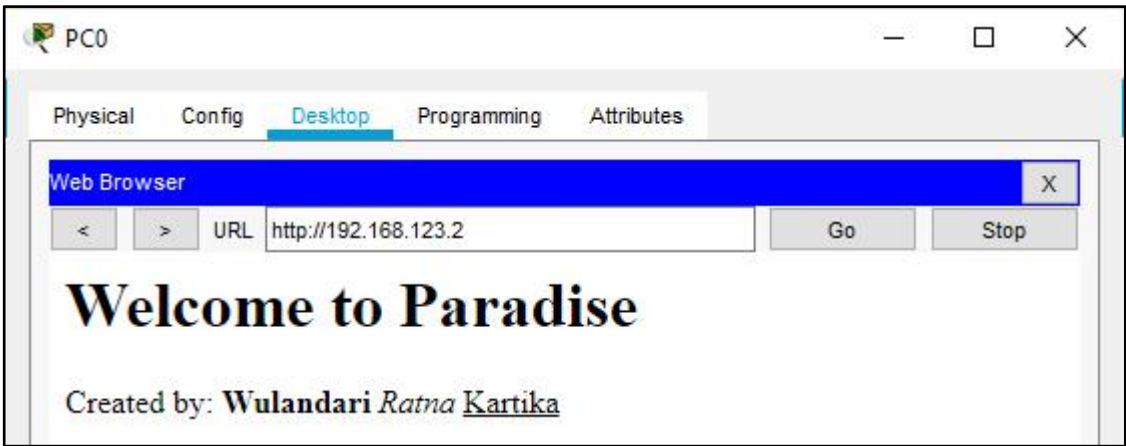 PC0
Physical Config Desktop Programming Attributes
Web Browser X
< > URL http://192.168.123.2 Go Stop
Welcome to Paradise
Created by: Wulandari Ratna Kartika